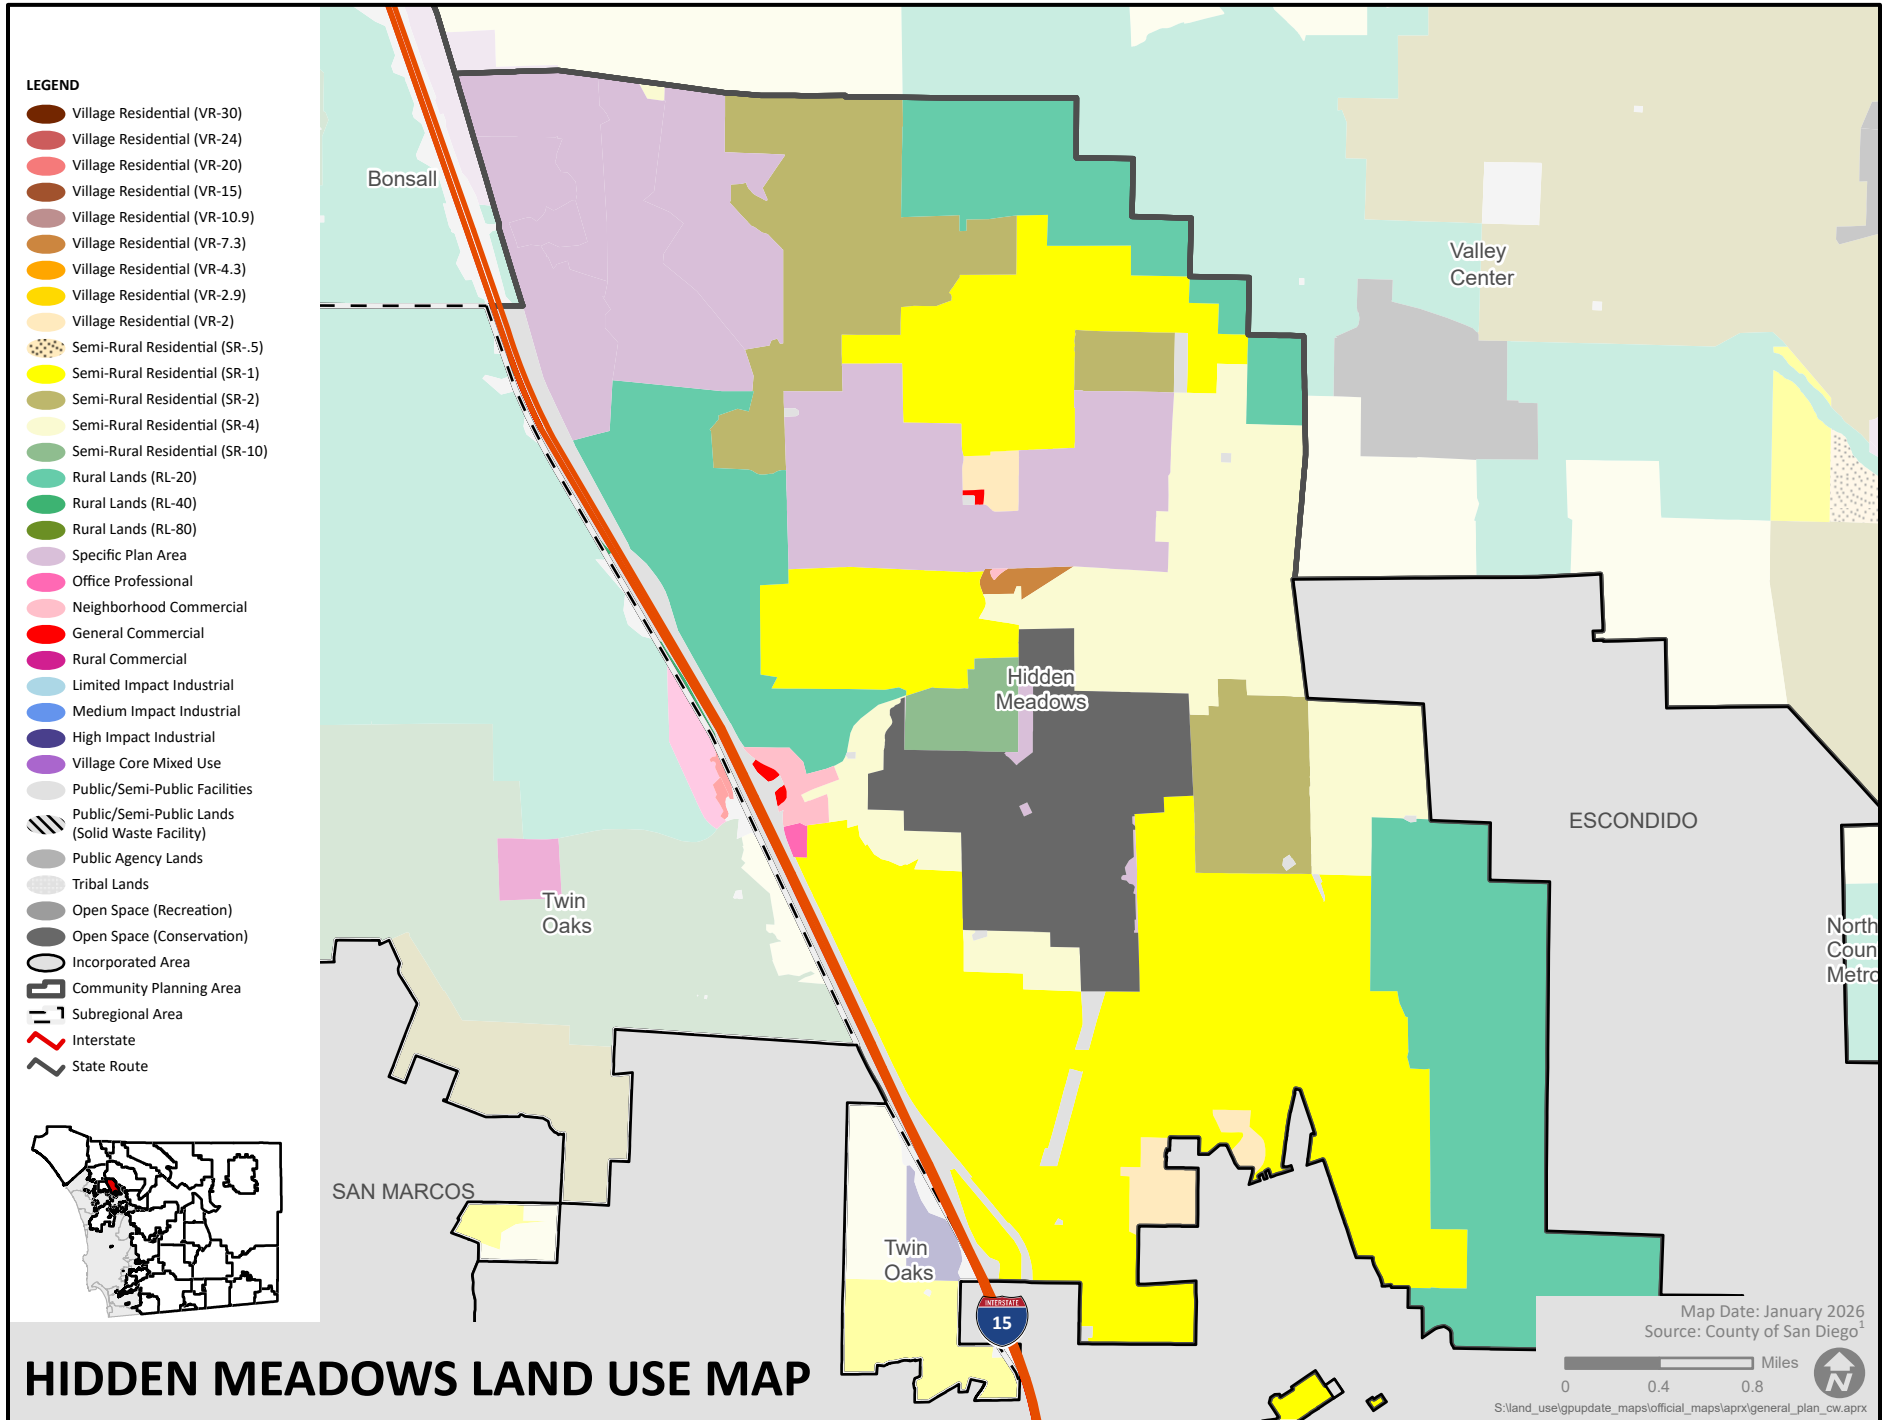 LEGEND
Village Residential (VR-30)
Village Residential (VR-24)
Village Residential (VR-20)
Village Residential (VR-15)
Village Residential (VR-10.9)
Village Residential (VR-7.3)
Village Residential (VR-4.3)
Village Residential (VR-2.9)
Village Residential (VR-2)
Semi-Rural Residential (SR-.5)
Semi-Rural Residential (SR-1)
Semi-Rural Residential (SR-2)
Semi-Rural Residential (SR-4)
Semi-Rural Residential (SR-10)
Rural Lands (RL-20)
Rural Lands (RL-40)
Rural Lands (RL-80)
Specific Plan Area
Office Professional
Neighborhood Commercial
General Commercial
Rural Commercial
Limited Impact Industrial
Medium Impact Industrial
High Impact Industrial
Village Core Mixed Use
Public/Semi-Public Facilities
Public/Semi-Public Lands
(Solid Waste Facility)
Public Agency Lands
Tribal Lands
Open Space (Recreation)
Open Space (Conservation)
Incorporated Area
Community Planning Area
Subregional Area
Interstate
State Route
Bonsall
Valley
Center
Hidden
Meadows
ESCONDIDO
Twin
Oaks
North
Coun
Metro
SAN MARCOS
Twin
Oaks
INTERSTATE
15
HIDDEN MEADOWS LAND USE MAP
Map Date: January 2026
Source: County of San Diego1
Miles
0 0.4 0.8
N
S:\land_use\gpupdate_maps\official_maps\aprx\general_plan_cw.aprx